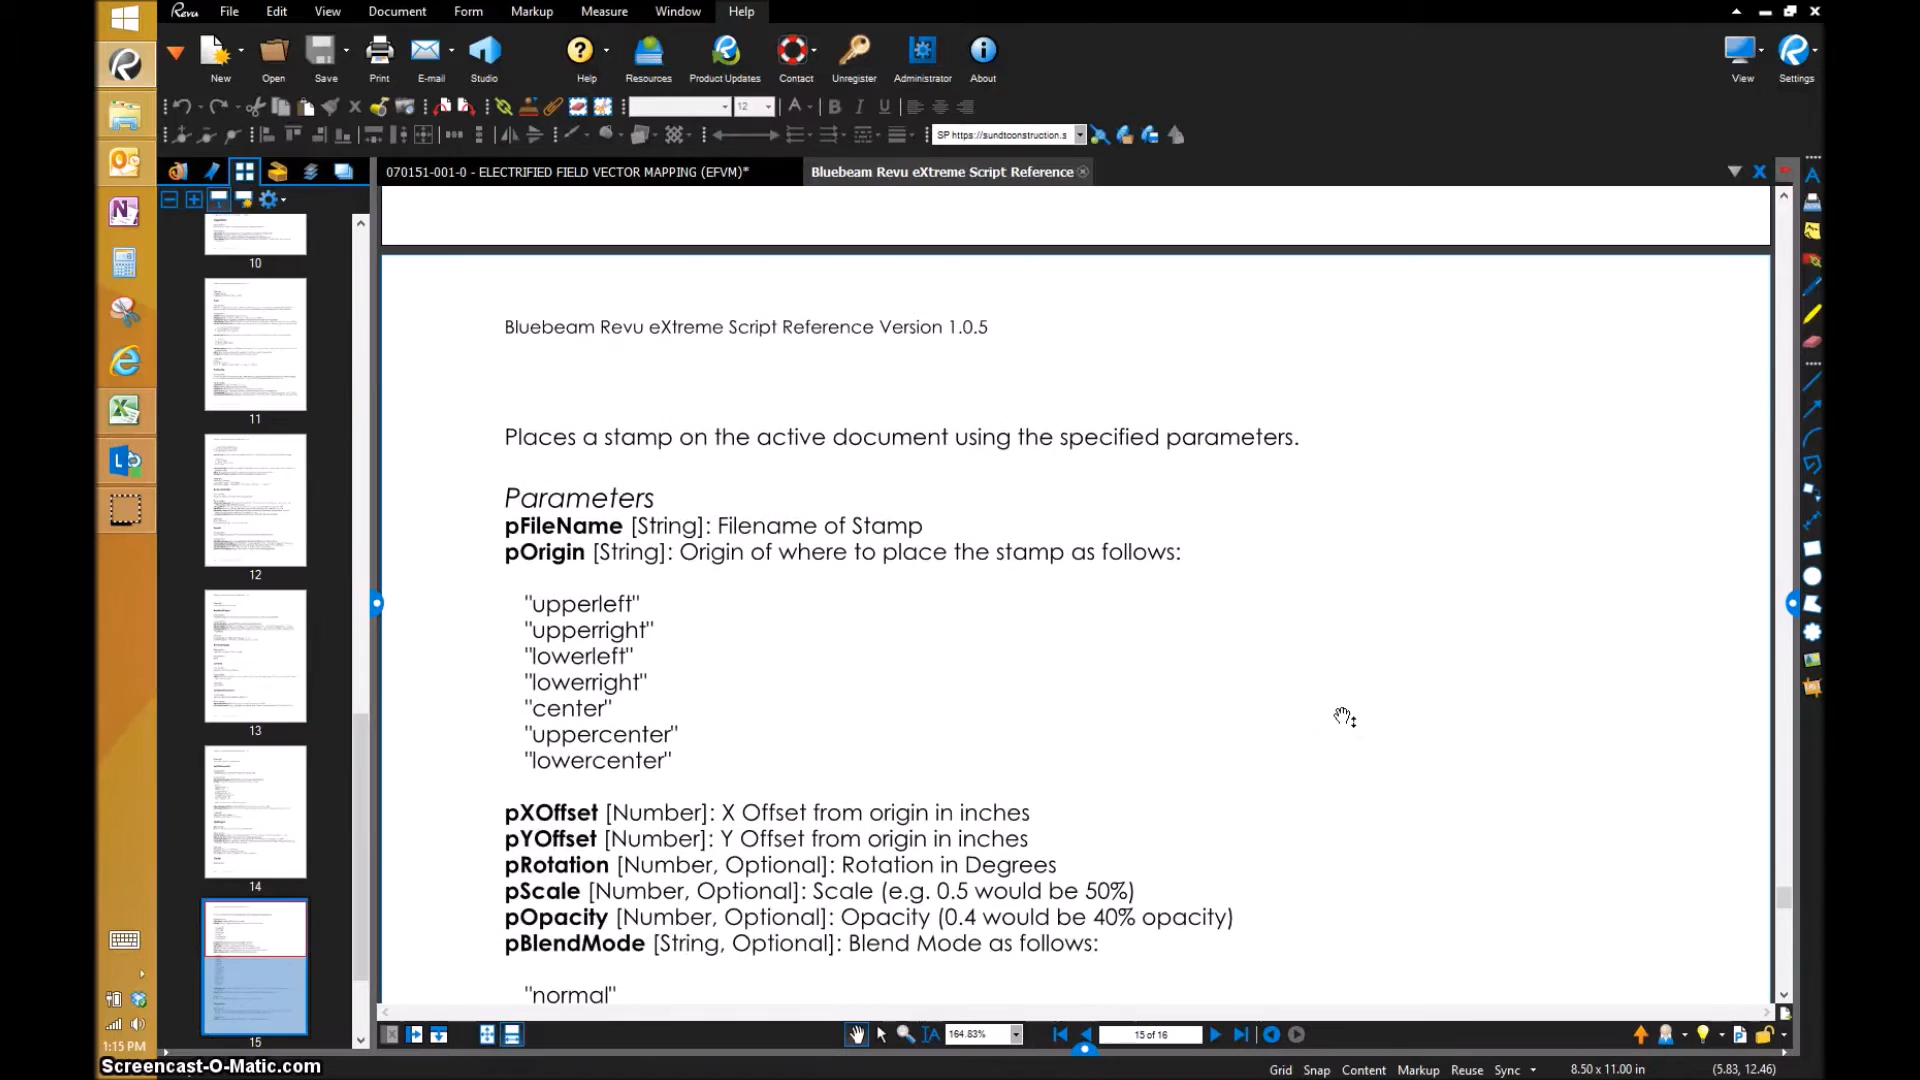 Revu File Edit View Document Form Markup Measure Window Help
New Open Save Print E-mail Studio Help Resources Product Updates Contact Unregister Administrator About View Settings
12 A B I U
SP https://sundtconstruction.s
070151-001-0 - ELECTRIFIED FIELD VECTOR MAPPING (EFVM)* Bluebeam Revu eXtreme Script Reference
10
11
12
13
14
15
Bluebeam Revu eXtreme Script Reference Version 1.0.5
Places a stamp on the active document using the specified parameters.
Parameters
pFileName [String]: Filename of Stamp
pOrigin [String]: Origin of where to place the stamp as follows:
"upperleft"
"upperright"
"lowerleft"
"lowerright"
"center"
"uppercenter"
"lowercenter"
pXOffset [Number]: X Offset from origin in inches
pYOffset [Number]: Y Offset from origin in inches
pRotation [Number, Optional]: Rotation in Degrees
pScale [Number, Optional]: Scale (e.g. 0.5 would be 50%)
pOpacity [Number, Optional]: Opacity (0.4 would be 40% opacity)
pBlendMode [String, Optional]: Blend Mode as follows:
"normal"
164.83% 15 of 16
1:15 PM
Screencast-O-Matic.com
Grid Snap Content Markup Reuse Sync 8.50 x 11.00 in (5.83, 12.46)